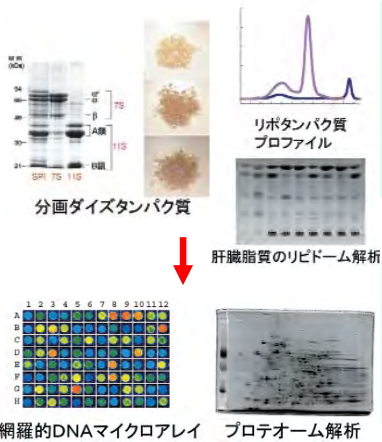 (kDa)
94
66
α'
α
7S
β
45
A鎖
30
11S
21
B鎖
SPI 7S 11S
分画ダイズタンパク質
リポタンパク質
プロファイル
肝臓脂質のリピドーム解析
1 2 3 4 5 6 7 8 9 10 11 12
A
B
C
D
E
F
G
H
網羅的DNAマイクロアレイ
プロテオーム解析